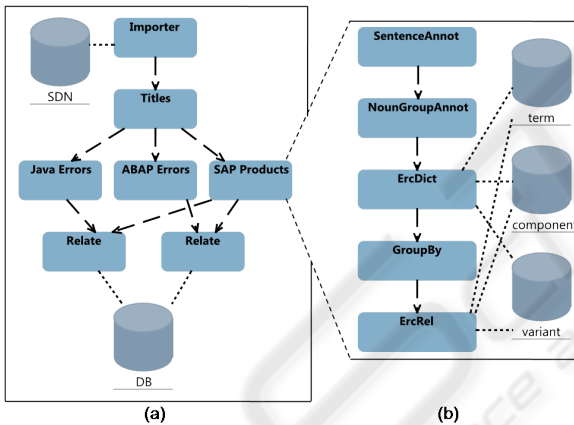 Importer
SDN
Titles
Java Errors
ABAP Errors
SAP Products
Relate
Relate
DB
(a)
SentenceAnnot
NounGroupAnnot
term
ErcDict
component
GroupBy
ErcRel
variant
(b)